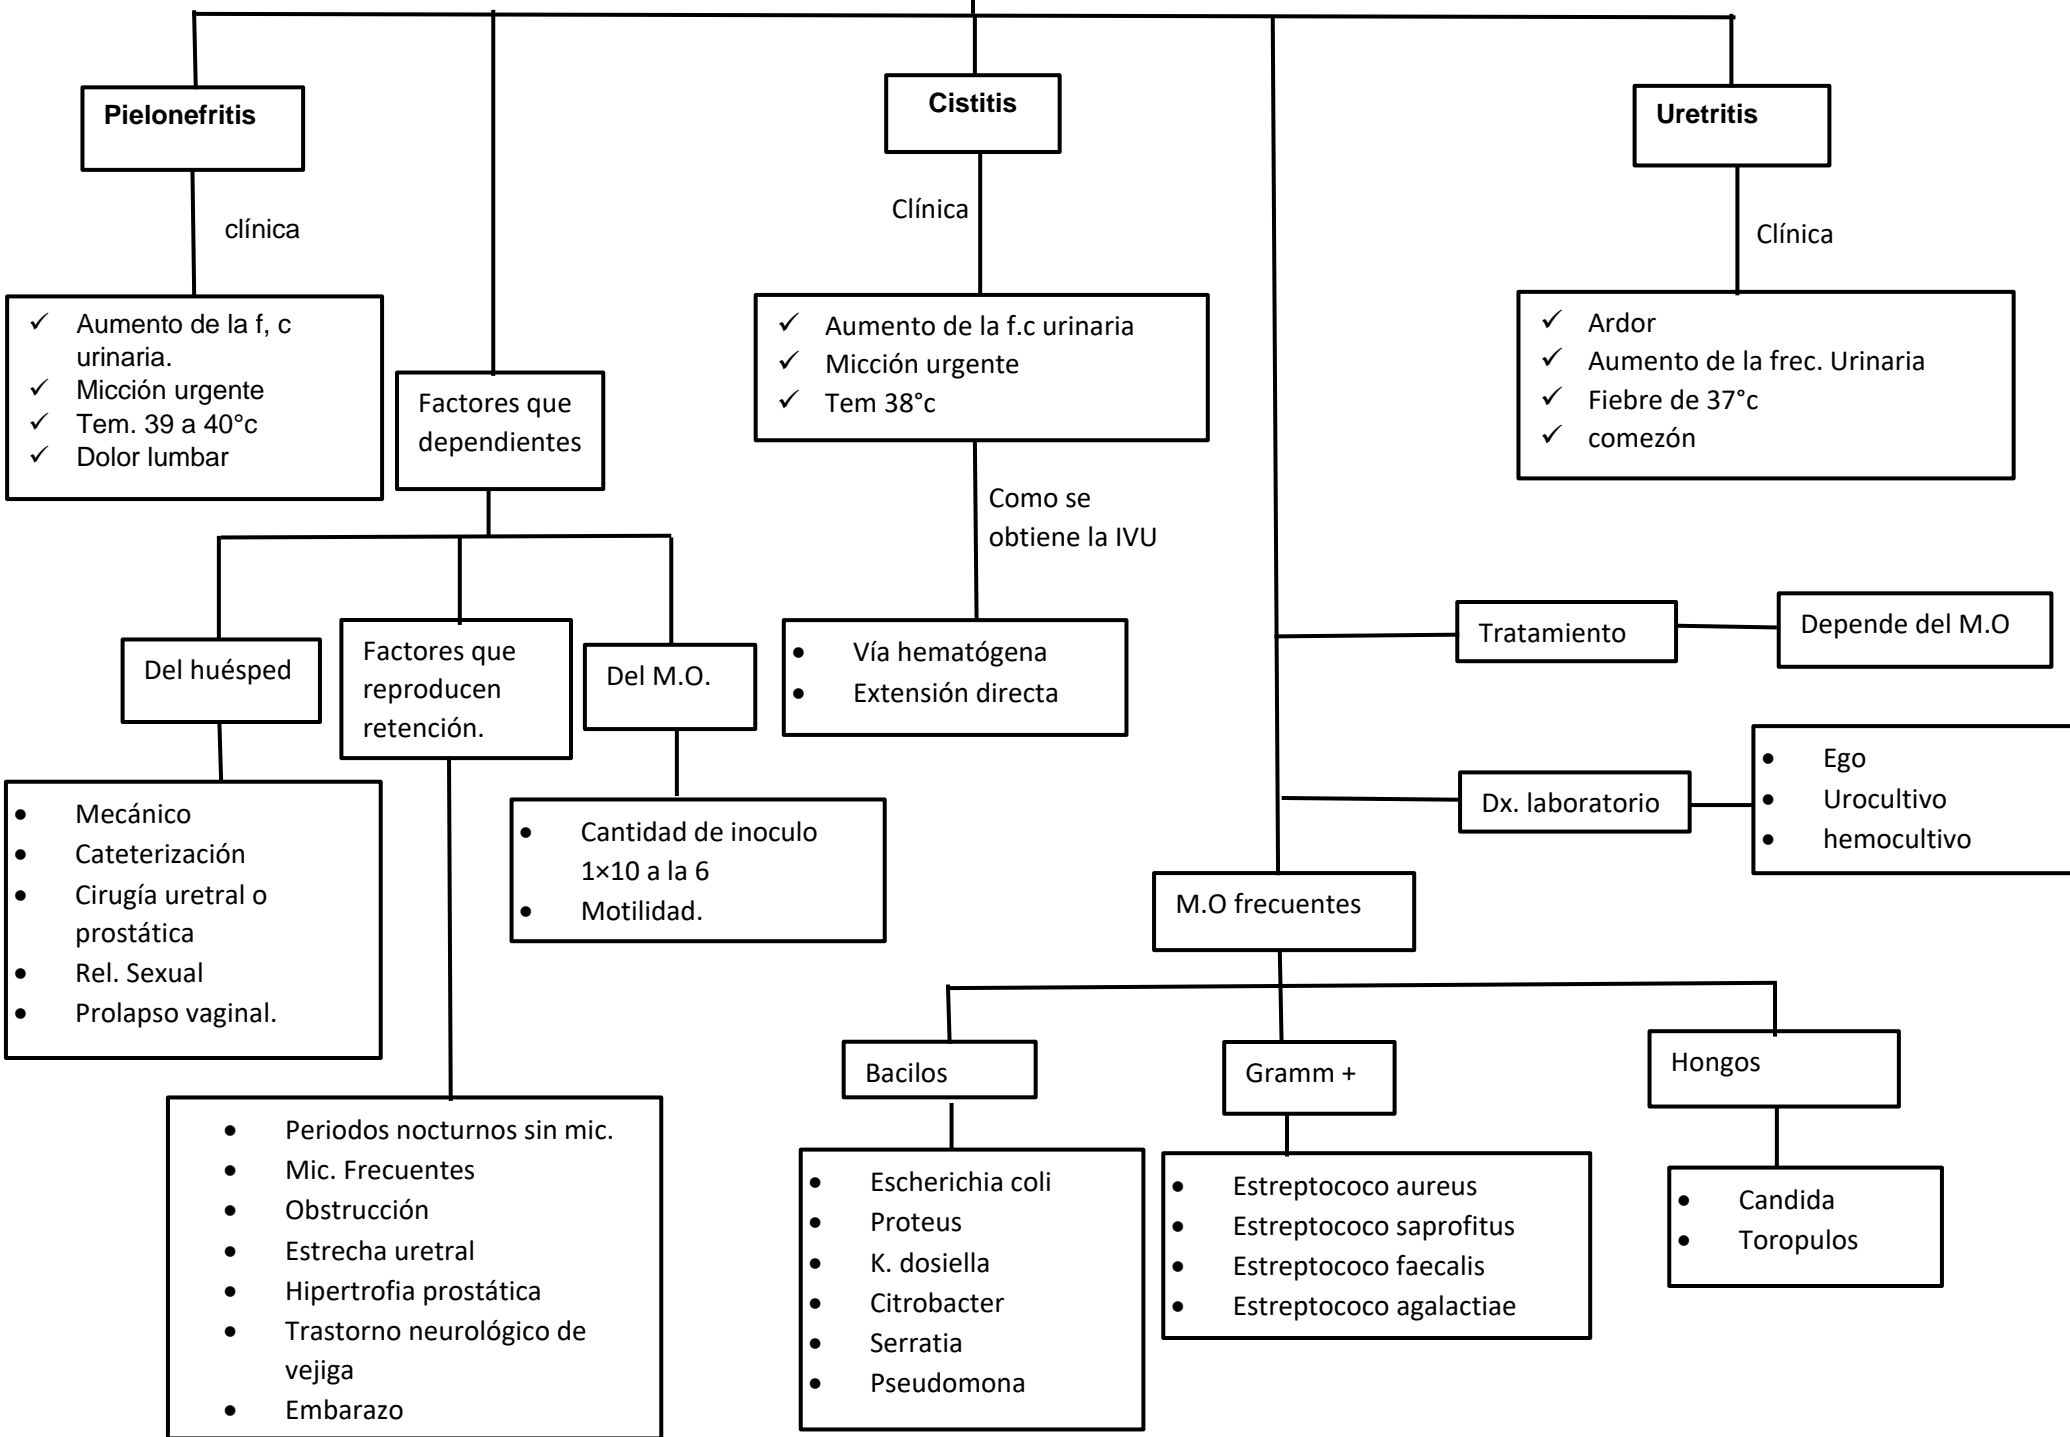 Pielonefritis
clínica
Aumento de la f, c
urinaria.
Micción urgente
Tem. 39 a 40°c
Dolor lumbar
Factores que
dependientes
Del huésped
Mecánico
Cateterización
Cirugía uretral o
prostática
Rel. Sexual
Prolapso vaginal.
Factores que
reproducen
retención.
Periodos nocturnos sin mic.
Mic. Frecuentes
Obstrucción
Estrecha uretral
Hipertrofia prostática
Trastorno neurológico de
vejiga
Embarazo
Del M.O.
Cantidad de inoculo
1×10 a la 6
Motilidad.
Cistitis
Clínica
Aumento de la f.c urinaria
Micción urgente
Tem 38°c
Como se
obtiene la IVU
Vía hematógena
Extensión directa
Uretritis
Clínica
Ardor
Aumento de la frec. Urinaria
Fiebre de 37°c
comezón
Tratamiento
Depende del M.O
Dx. laboratorio
Ego
Urocultivo
hemocultivo
M.O frecuentes
Bacilos
Escherichia coli
Proteus
K. dosiella
Citrobacter
Serratia
Pseudomona
Gramm +
Estreptococo aureus
Estreptococo saprofitus
Estreptococo faecalis
Estreptococo agalactiae
Hongos
Candida
Toropulos